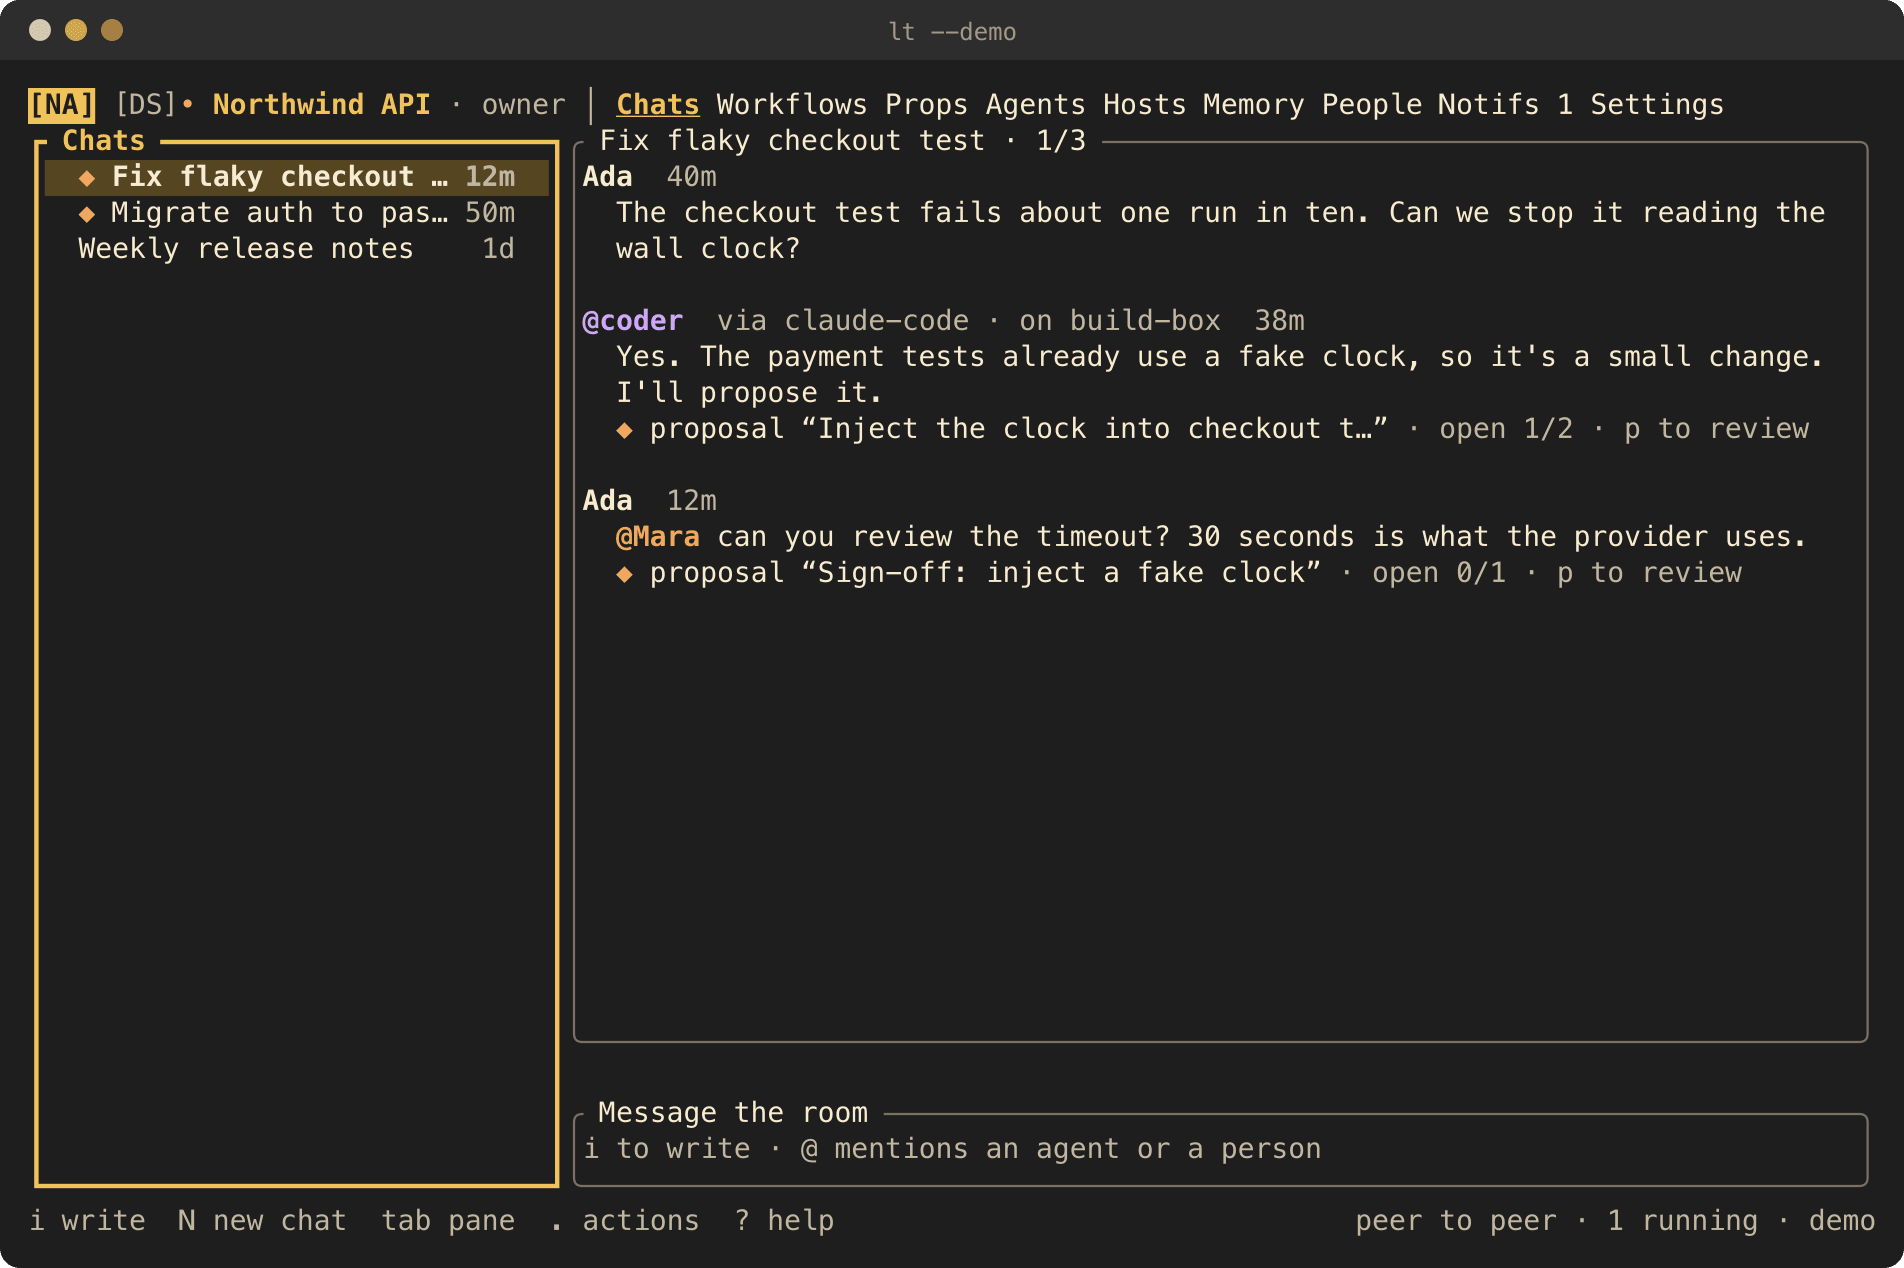 lt --demo
[NA] [DS]• Northwind API · owner │ Chats Workflows Props Agents Hosts Memory People Notifs 1 Settings
Chats
◆ Fix flaky checkout … 12m
◆ Migrate auth to pas… 50m
Weekly release notes 1d
Fix flaky checkout test · 1/3
Ada 40m
The checkout test fails about one run in ten. Can we stop it reading the
wall clock?
@coder via claude-code · on build-box 38m
Yes. The payment tests already use a fake clock, so it's a small change.
I'll propose it.
◆ proposal “Inject the clock into checkout t…” · open 1/2 · p to review
Ada 12m
@Mara can you review the timeout? 30 seconds is what the provider uses.
◆ proposal “Sign-off: inject a fake clock” · open 0/1 · p to review
Message the room
i to write · @ mentions an agent or a person
i write N new chat tab pane . actions ? help peer to peer · 1 running · demo